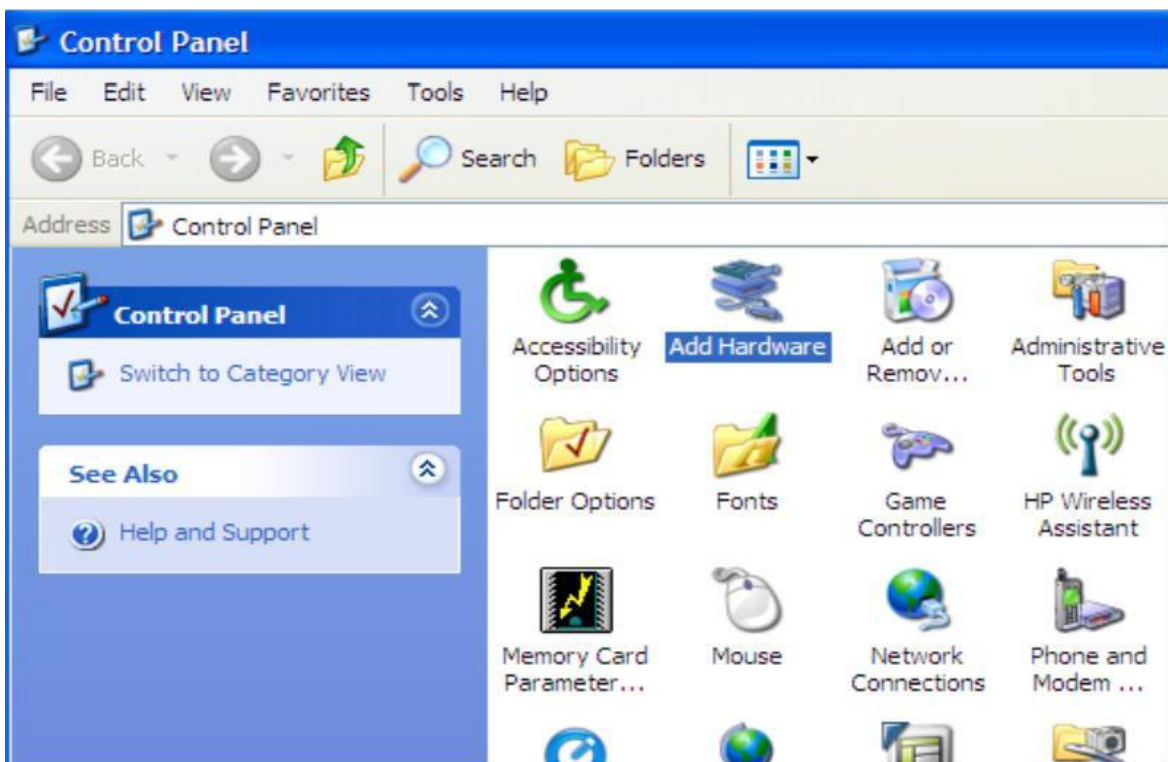 Control Panel
File Edit View Favorites Tools Help
Back Search Folders
Address Control Panel
Control Panel
Switch to Category View
See Also
Help and Support
Accessibility Options
Add Hardware
Add or Remov...
Administrative Tools
Folder Options
Fonts
Game Controllers
HP Wireless Assistant
Memory Card Parameter...
Mouse
Network Connections
Phone and Modem ...